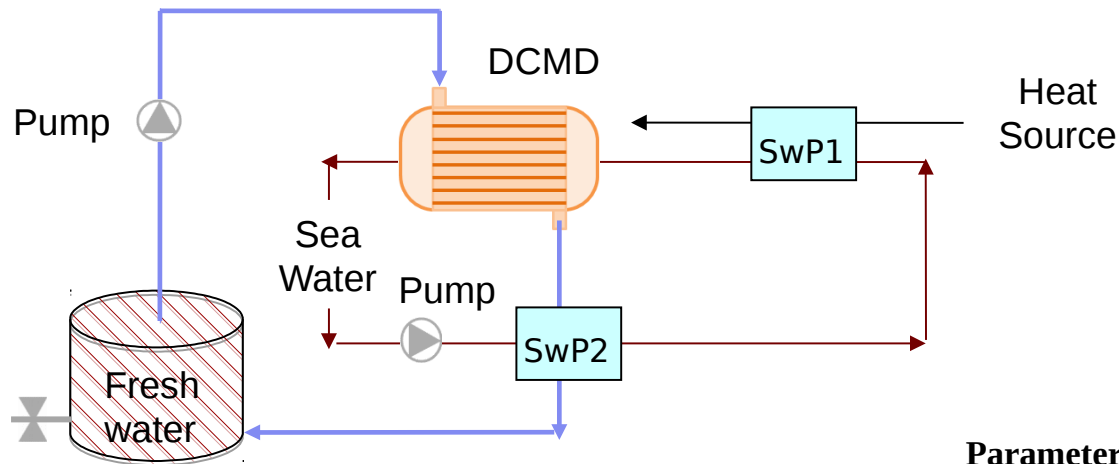 DCMD
Pump
Heat
Source
SwP1
Sea
Water
Pump
SwP2
Fresh
water
Parameter